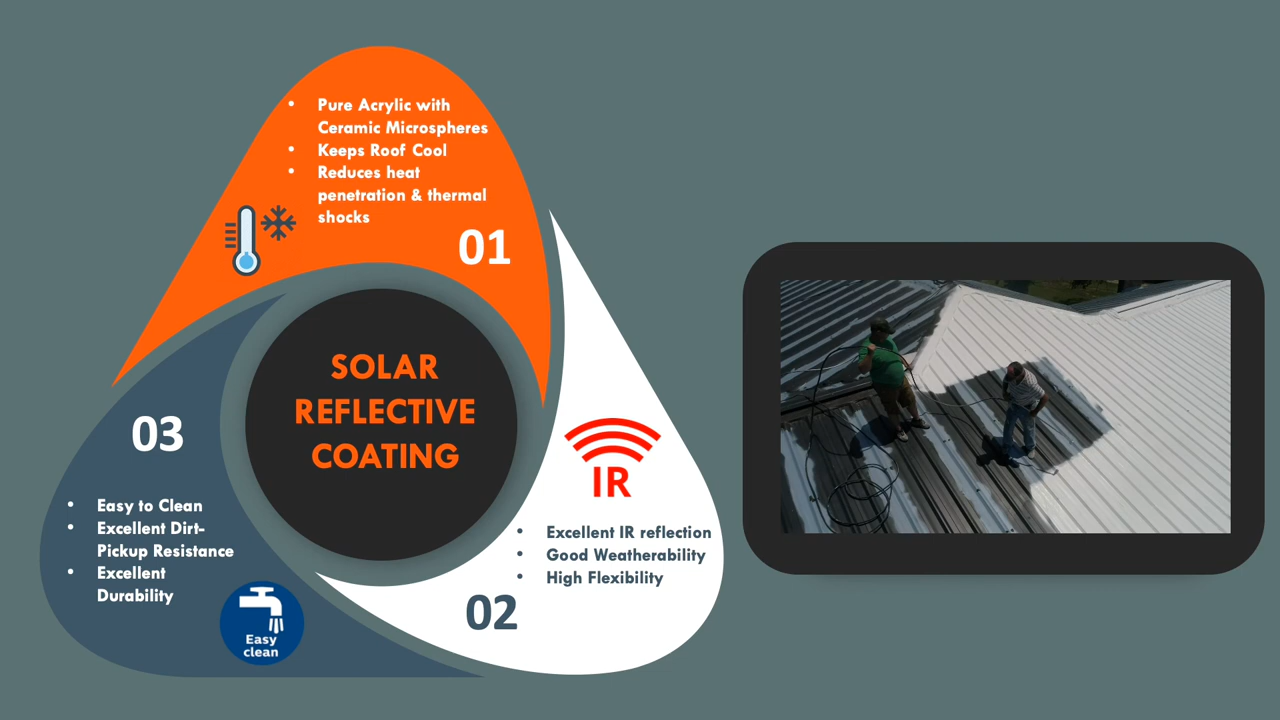 • Pure Acrylic with
Ceramic Microspheres
• Keeps Roof Cool
• Reduces heat
penetration & thermal
shocks
01
SOLAR
REFLECTIVE
COATING
IR
• Excellent IR reflection
• Good Weatherability
• High Flexibility
02
03
• Easy to Clean
• Excellent Dirt-
Pickup Resistance
• Excellent
Durability
Easy
clean